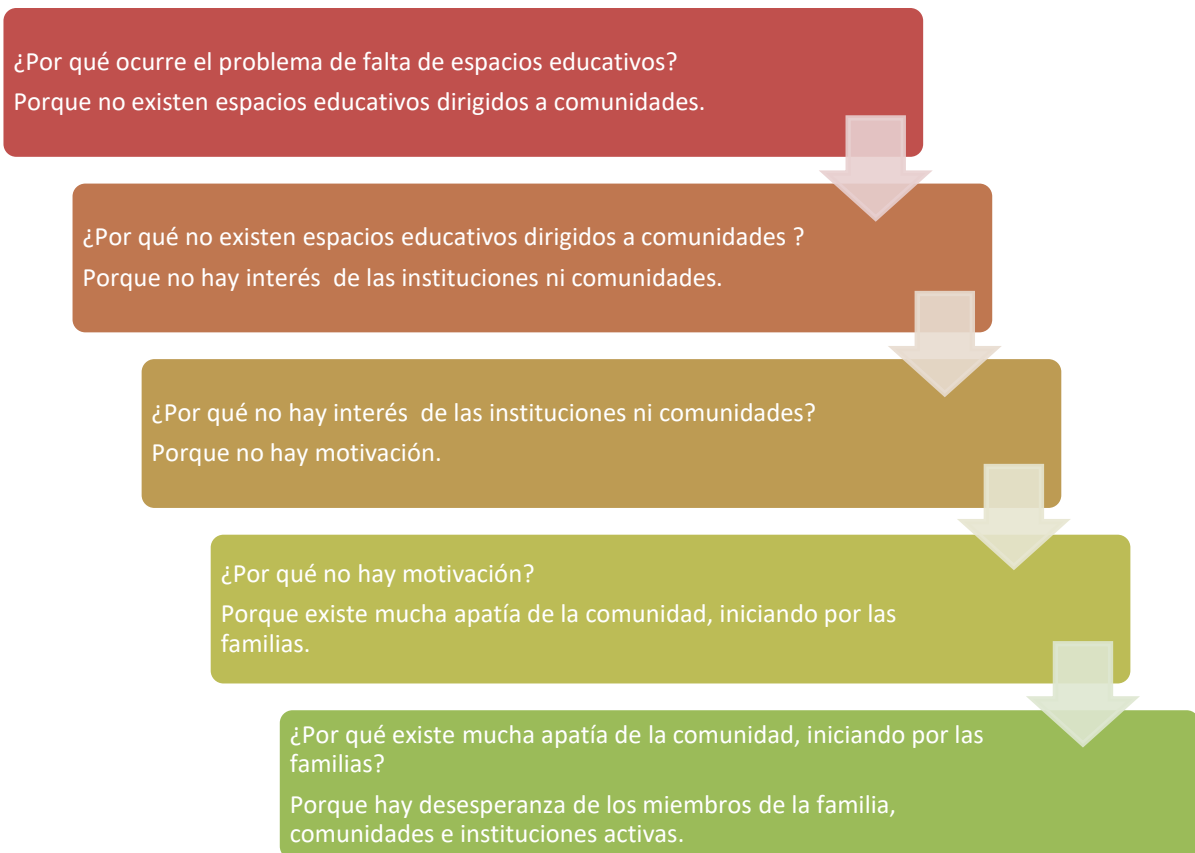 ¿Por qué ocurre el problema de falta de espacios educativos?
Porque no existen espacios educativos dirigidos a comunidades.
¿Por qué no existen espacios educativos dirigidos a comunidades ?
Porque no hay interés  de las instituciones ni comunidades.
¿Por qué no hay interés  de las instituciones ni comunidades?
Porque no hay motivación.
¿Por qué no hay motivación?
Porque existe mucha apatía de la comunidad, iniciando por las
familias.
¿Por qué existe mucha apatía de la comunidad, iniciando por las
familias?
Porque hay desesperanza de los miembros de la familia,
comunidades e instituciones activas.